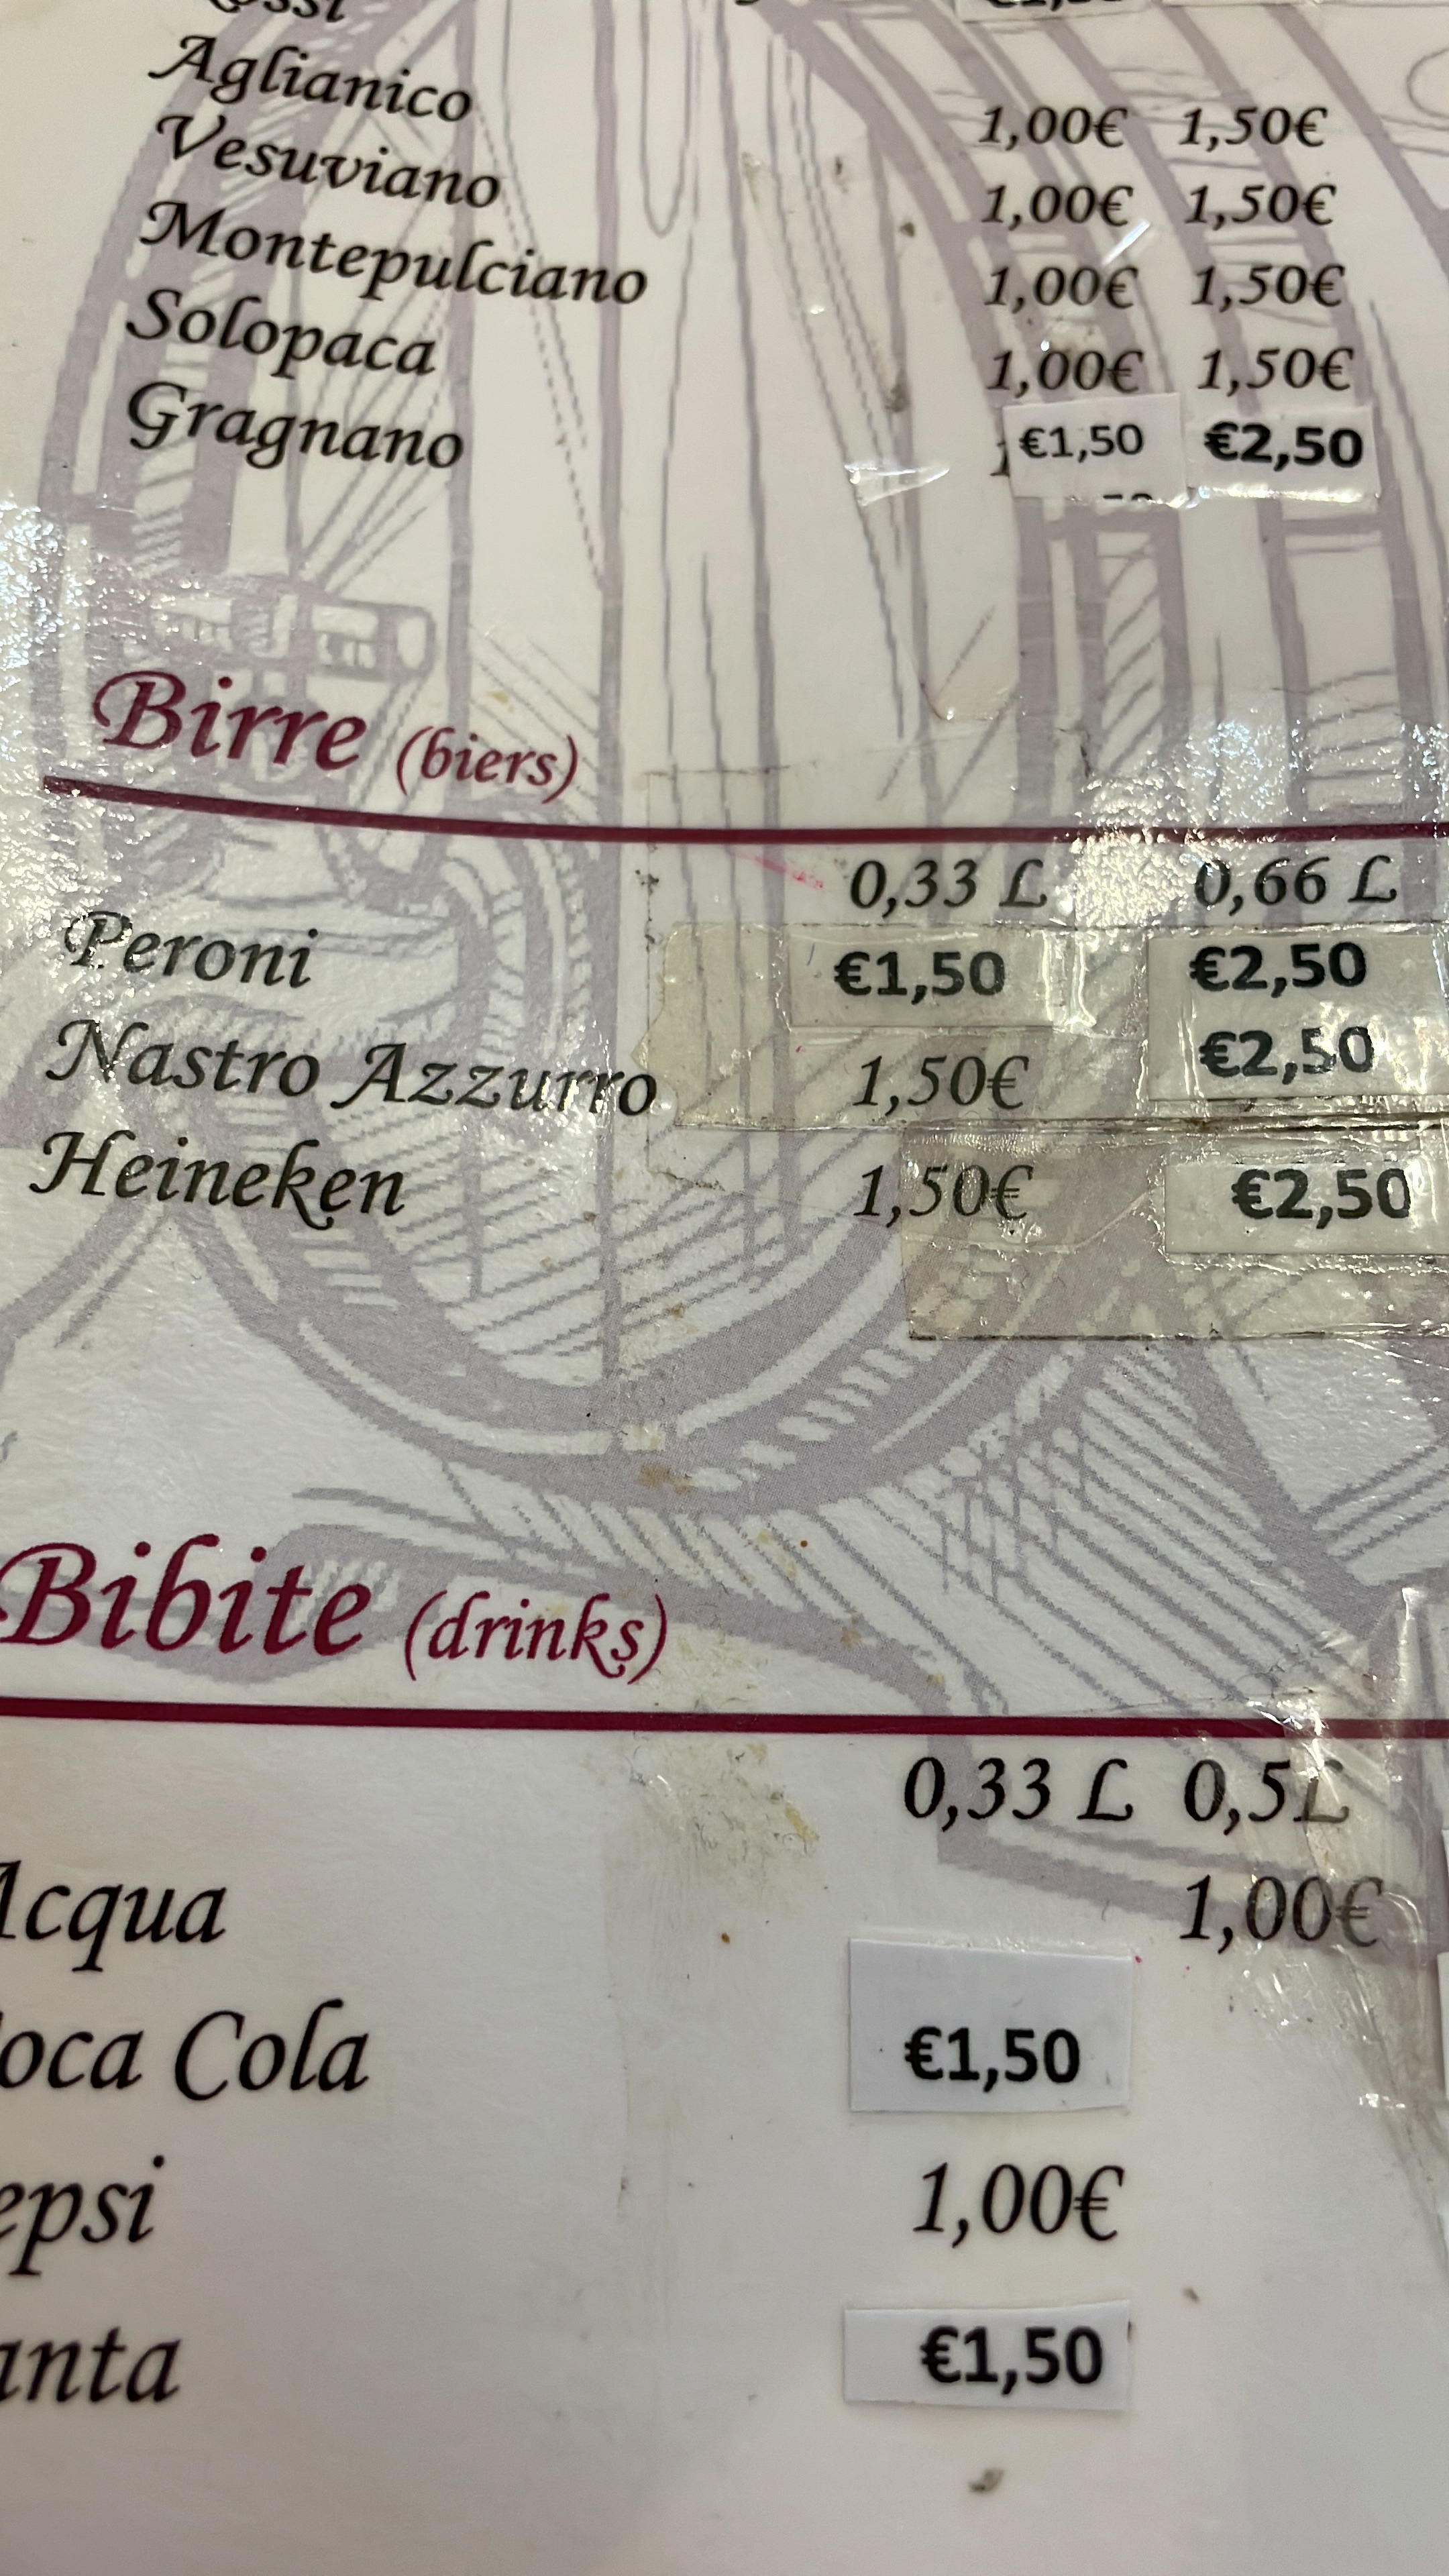 Aglianico 1,00€ 1,50€
Vesuviano 1,00€ 1,50€
Montepulciano 1,00€ 1,50€
Solopaca 1,00€ 1,50€
Gragnano €1,50 €2,50
Birre (biers)
0,33 L 0,66 L
Peroni €1,50 €2,50
Nastro Azzurro 1,50€ €2,50
Heineken 1,50€ €2,50
Bibite (drinks)
0,33 L 0,5L
Acqua 1,00€
oca Cola €1,50
epsi 1,00€
anta €1,50